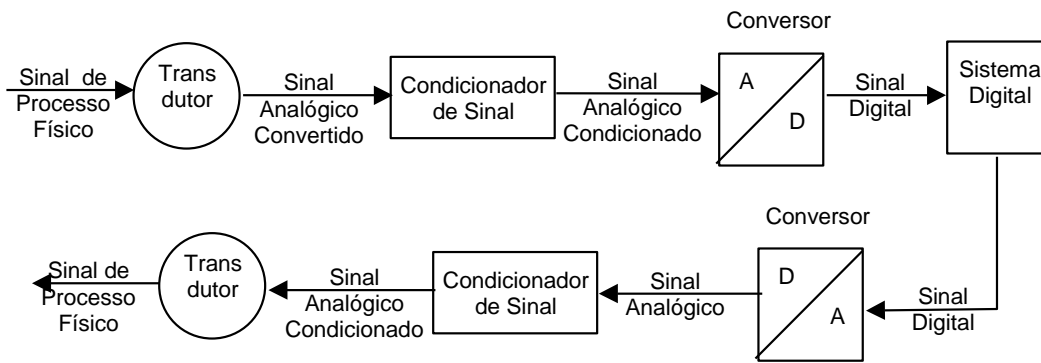 Conversor
Sinal de
Processo
Físico
Trans
dutor
Sinal
Analógico
Convertido
Condicionador
de Sinal
Sinal
Analógico
Condicionado
A
D
Sinal
Digital
Sistema
Digital
Conversor
Sinal de
Processo
Físico
Trans
dutor
Sinal
Analógico
Condicionado
Condicionador
de Sinal
Sinal
Analógico
D
A
Sinal
Digital